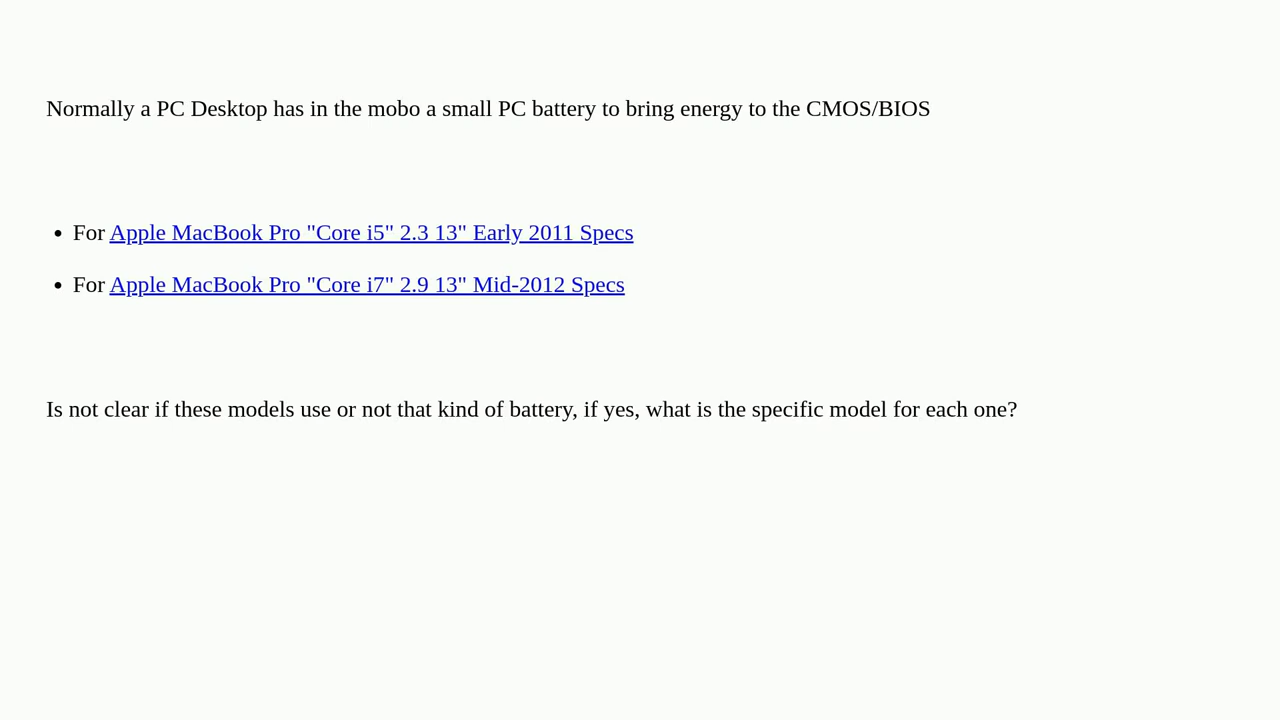 Normally a PC Desktop has in the mobo a small PC battery to bring energy to the CMOS/BIOS
• For Apple MacBook Pro "Core i5" 2.3 13" Early 2011 Specs
• For Apple MacBook Pro "Core i7" 2.9 13" Mid-2012 Specs
Is not clear if these models use or not that kind of battery, if yes, what is the specific model for each one?